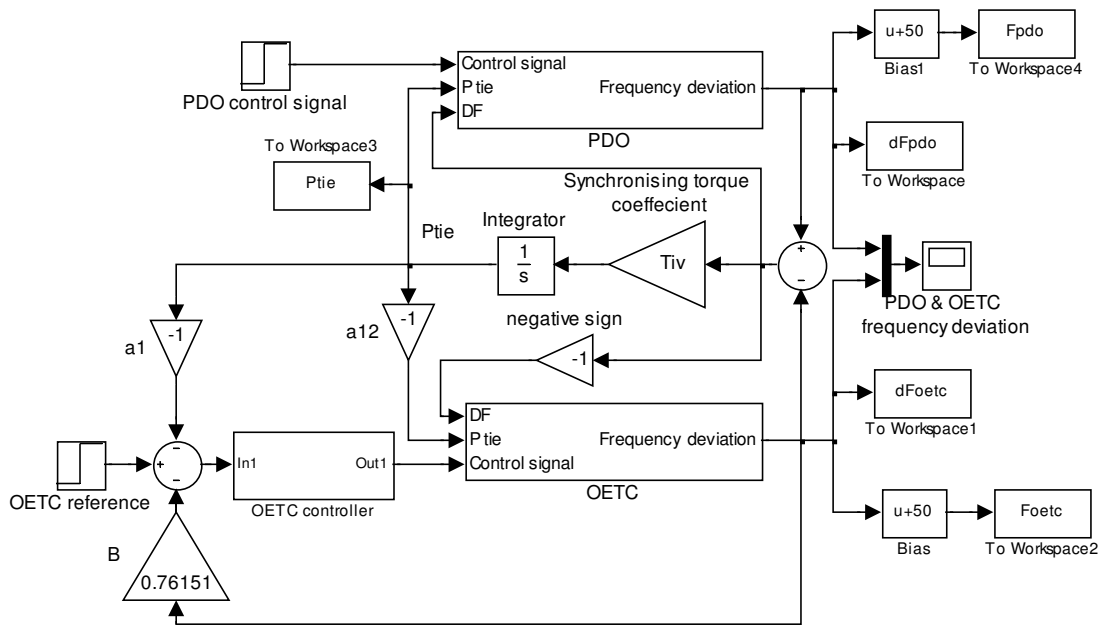 u+50
Bias1
Fpdo
To Workspace4
PDO control signal
Control signal
Ptie
DF
Frequency deviation
PDO
To Workspace3
Ptie
dFpdo
To Workspace
Synchronising torque
coeffecient
Integrator
Ptie
1
s
Tiv
+
−
PDO & OETC
frequency deviation
-1
a1
a12
-1
negative sign
-1
DF
Ptie
Control signal
Frequency deviation
OETC
dFoetc
To Workspace1
OETC reference
−
+
−
In1
Out1
OETC controller
B
0.76151
u+50
Bias
Foetc
To Workspace2